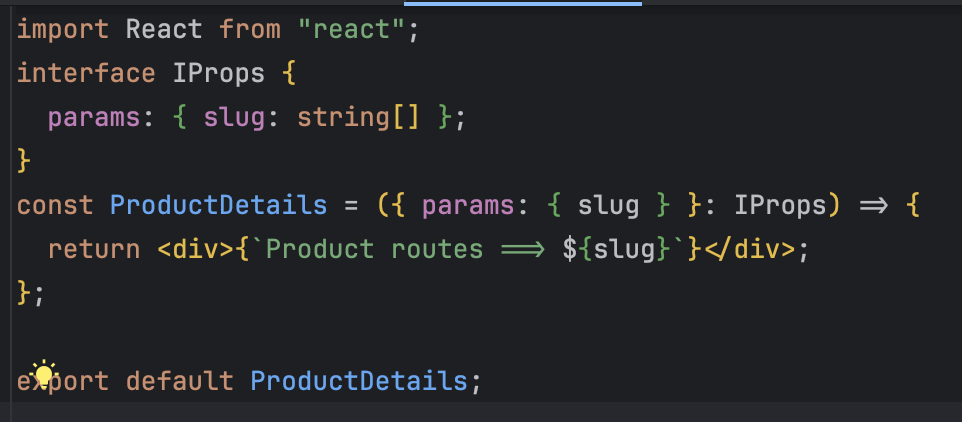 import React from "react";
interface IProps {
  params: { slug: string[] };
}
const ProductDetails = ({ params: { slug } }: IProps) => {
  return <div>{`Product routes ==> ${slug}`}</div>;
};
export default ProductDetails;